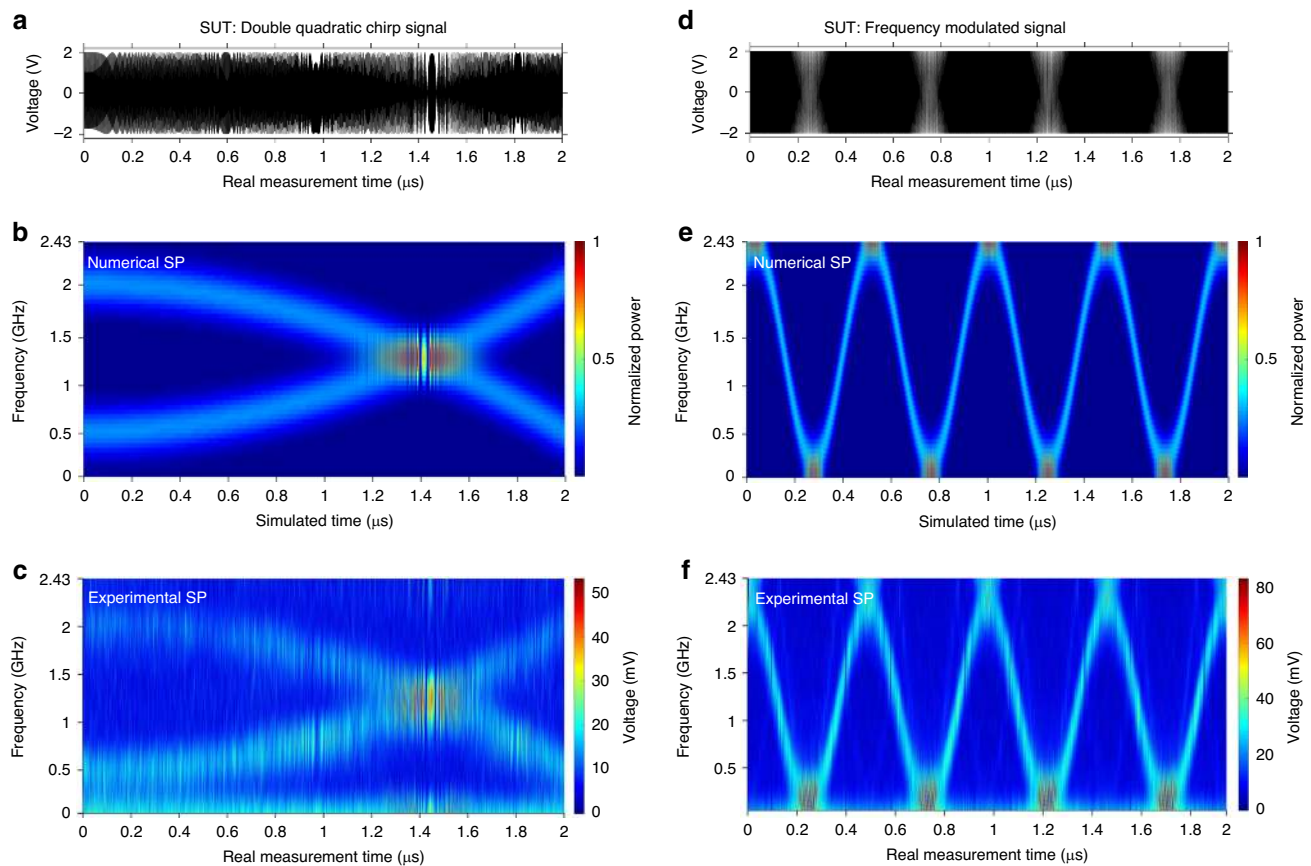 a
SUT: Double quadratic chirp signal
2
0
−2
Voltage (V)
0 0.2 0.4 0.6 0.8 1 1.2 1.4 1.6 1.8 2
Real measurement time (μs)
b
2.43
2
1.5
1
0.5
0
Frequency (GHz)
Numerical SP
0 0.2 0.4 0.6 0.8 1 1.2 1.4 1.6 1.8 2
Simulated time (μs)
1
0.5
Normalized power
c
2.43
2
1.5
1
0.5
0
Frequency (GHz)
Experimental SP
0 0.2 0.4 0.6 0.8 1 1.2 1.4 1.6 1.8 2
Real measurement time (μs)
50
40
30
20
10
0
Voltage (mV)
d
SUT: Frequency modulated signal
2
0
−2
Voltage (V)
0 0.2 0.4 0.6 0.8 1 1.2 1.4 1.6 1.8 2
Real measurement time (μs)
e
2.43
2
1.5
1
0.5
0
Frequency (GHz)
Numerical SP
0 0.2 0.4 0.6 0.8 1 1.2 1.4 1.6 1.8 2
Simulated time (μs)
1
0.5
Normalized power
f
2.43
2
1.5
1
0.5
Frequency (GHz)
Experimental SP
0 0.2 0.4 0.6 0.8 1 1.2 1.4 1.6 1.8 2
Real measurement time (μs)
80
60
40
20
0
Voltage (mV)